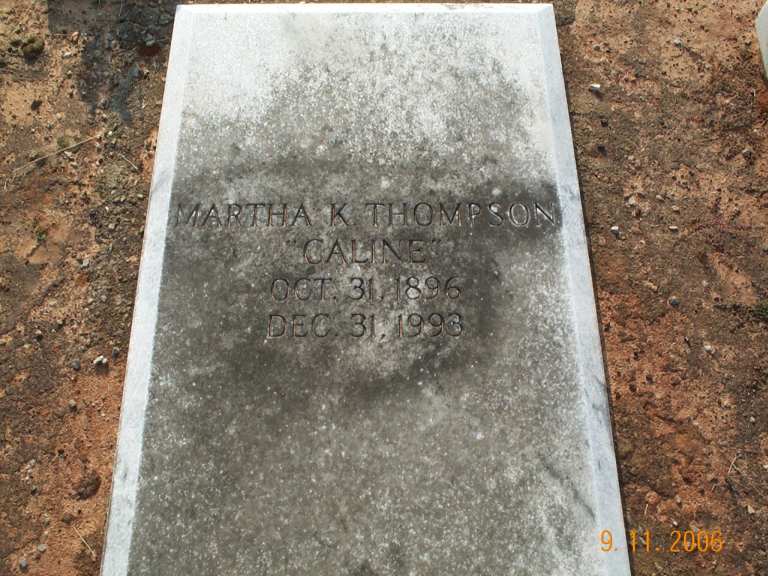 MARTHA K. THOMPSON
"CALINE"
OCT. 31, 1896
DEC. 31, 1993
9.11.2006